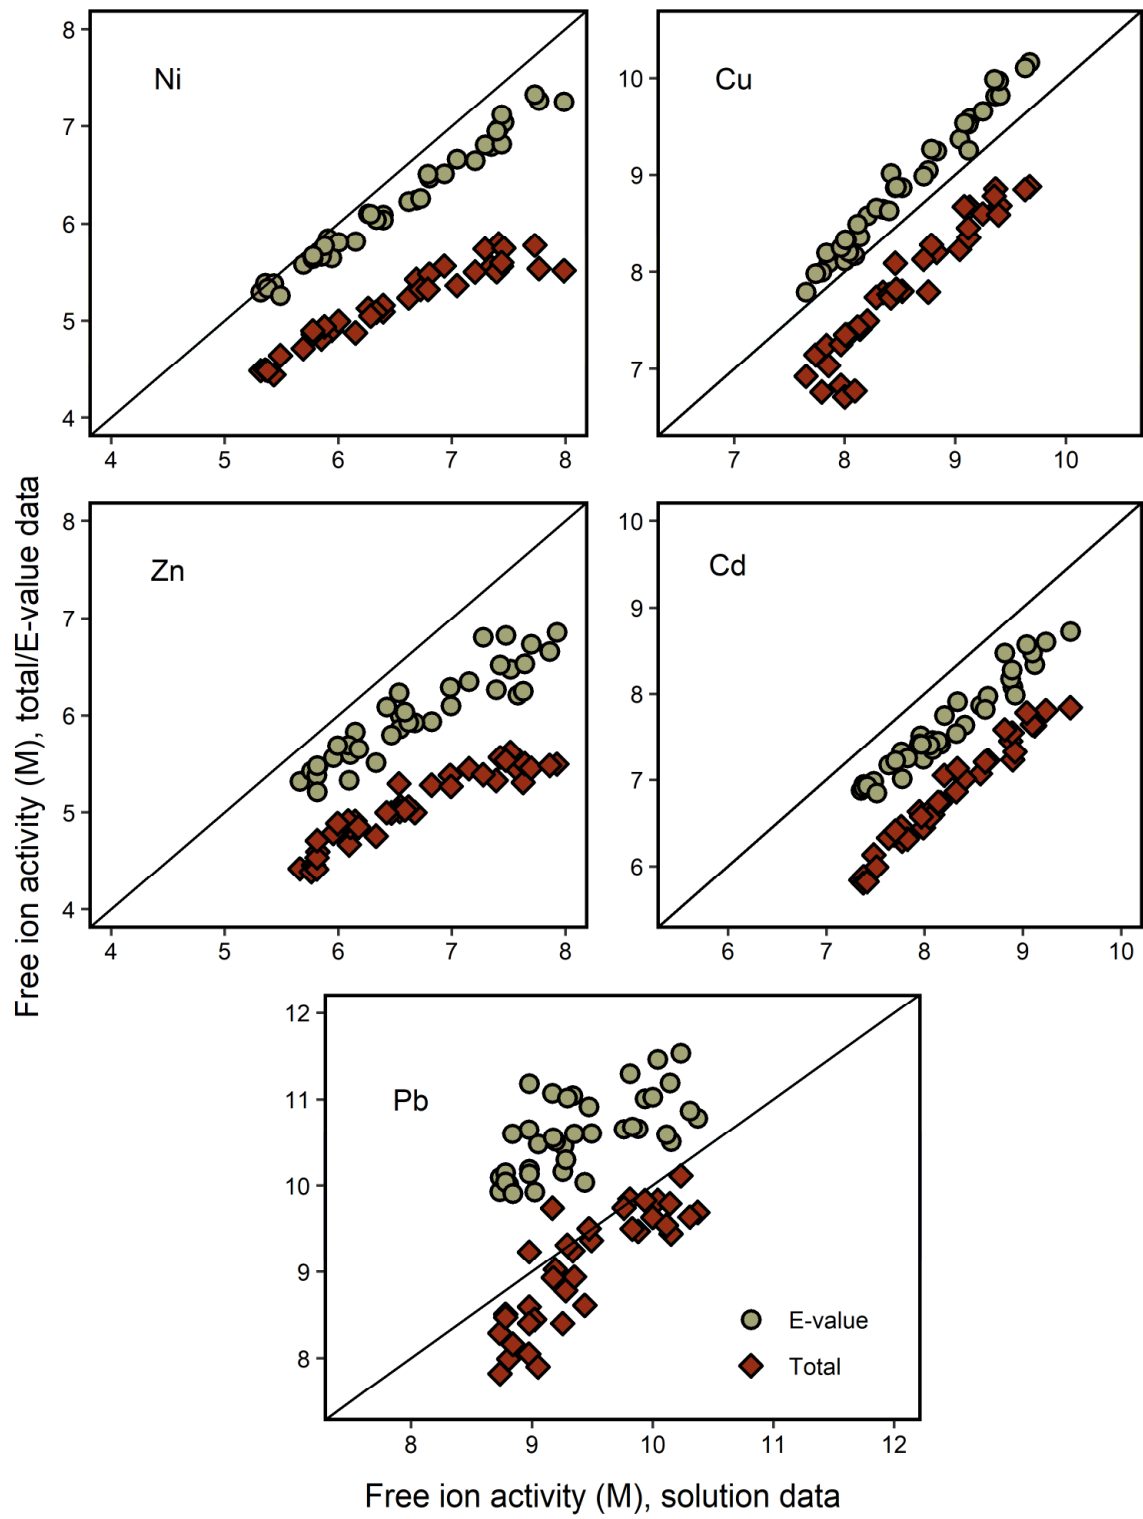 Free ion activity (M), total/E-value data
Ni
8
7
6
5
4
4 5 6 7 8
Cu
10
9
8
7
7 8 9 10
Zn
8
7
6
5
4
4 5 6 7 8
Cd
10
9
8
7
6
6 7 8 9 10
Pb
12
11
10
9
8
8 9 10 11 12
E-value
Total
Free ion activity (M), solution data